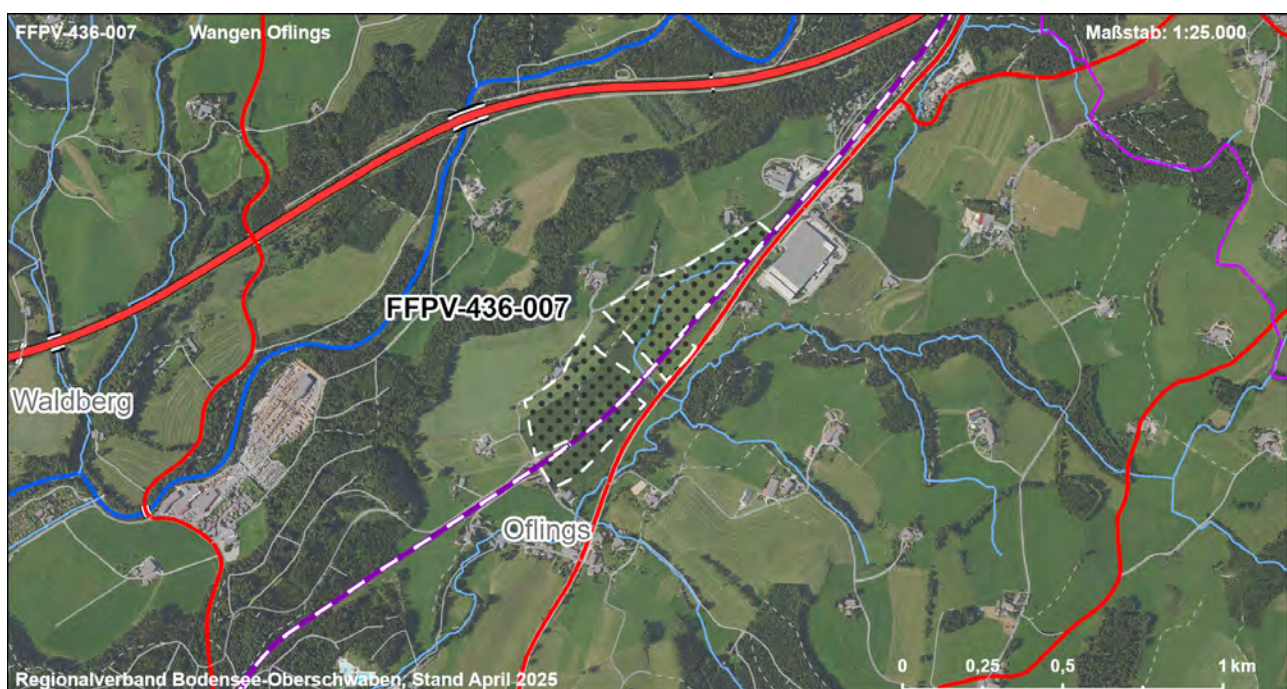 FFPV-436-007 Wangen Oflings Maßstab: 1:25.000
FFPV-436-007
Waldberg
Oflings
0 0,25 0,5 1 km
Regionalverband Bodensee-Oberschwaben, Stand April 2025